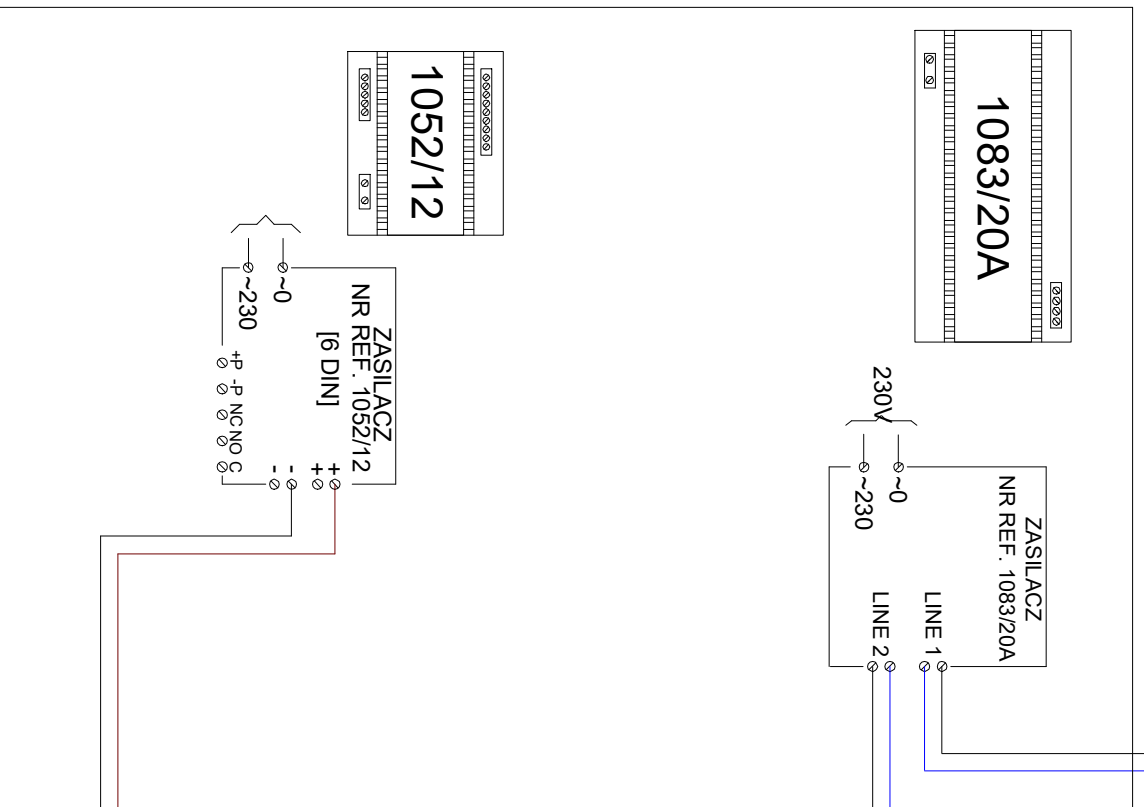 1052/12
1083/20A
~230
~0
ZASILACZ
NR REF. 1052/12
[6 DIN]
+P
-P
NC
NO
C
-
-
+
+
230V
~230
~0
ZASILACZ
NR REF. 1083/20A
LINE 2
LINE 1